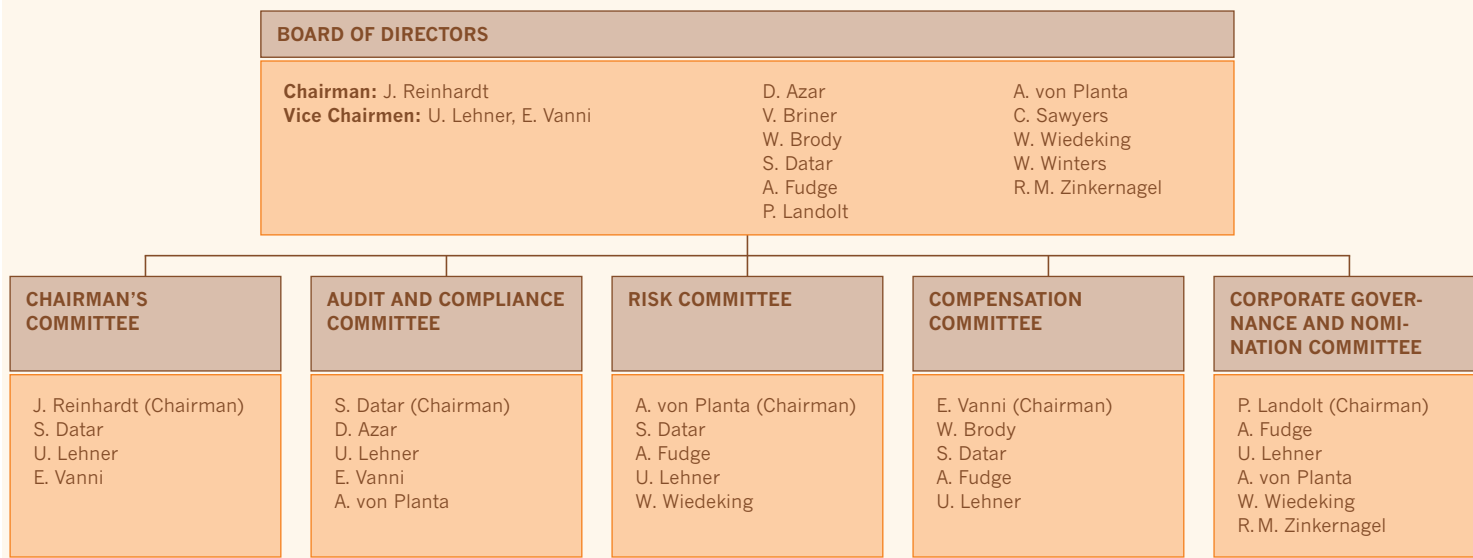 BOARD OF DIRECTORS
Chairman: J. Reinhardt
Vice Chairmen: U. Lehner, E. Vanni
D. Azar
V. Briner
W. Brody
S. Datar
A. Fudge
P. Landolt
A. von Planta
C. Sawyers
W. Wiedeking
W. Winters
R.M. Zinkernagel
CHAIRMAN'S
COMMITTEE
J. Reinhardt (Chairman)
S. Datar
U. Lehner
E. Vanni
AUDIT AND COMPLIANCE
COMMITTEE
S. Datar (Chairman)
D. Azar
U. Lehner
E. Vanni
A. von Planta
RISK COMMITTEE
A. von Planta (Chairman)
S. Datar
A. Fudge
U. Lehner
W. Wiedeking
COMPENSATION
COMMITTEE
E. Vanni (Chairman)
W. Brody
S. Datar
A. Fudge
U. Lehner
CORPORATE GOVER-
NANCE AND NOMI-
NATION COMMITTEE
P. Landolt (Chairman)
A. Fudge
U. Lehner
A. von Planta
W. Wiedeking
R.M. Zinkernagel